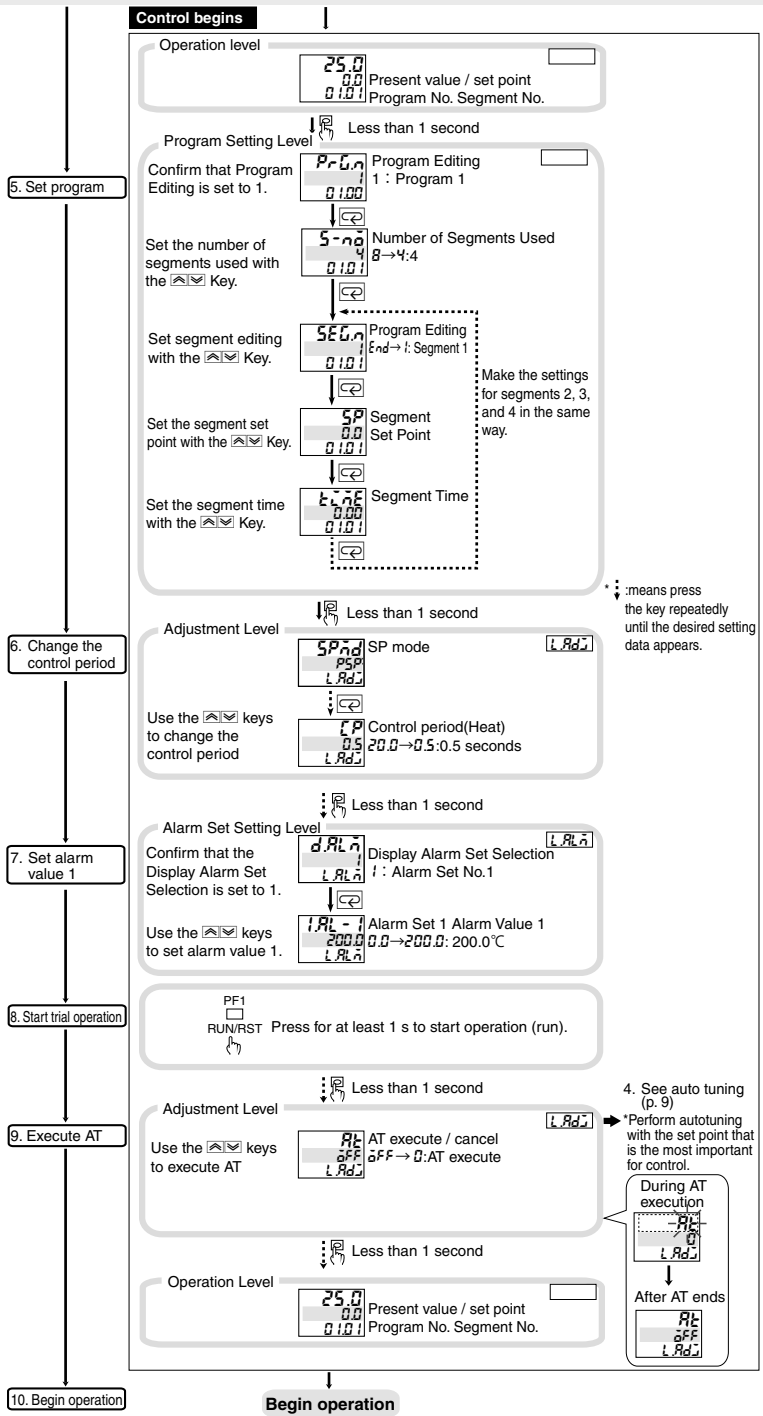 Control begins
Operation level
25.0
0.0
01.01
Present value / set point
Program No. Segment No.
Less than 1 second
Program Setting Level
5. Set program
Confirm that Program
Editing is set to 1.
PrG.n
1
01.00
Program Editing
1 : Program 1
Set the number of
segments used with
the Key.
S-no
4
01.01
Number of Segments Used
8→4:4
Set segment editing
with the Key.
SEG.n
1
01.01
Program Editing
End→1: Segment 1
Make the settings
for segments 2, 3,
and 4 in the same
way.
Set the segment set
point with the Key.
SP
0.0
01.01
Segment
Set Point
Set the segment time
with the Key.
timE
0.00
01.01
Segment Time
* :means press
the key repeatedly
until the desired setting
data appears.
Less than 1 second
6. Change the
control period
Adjustment Level
L.AdJ
SPmd
PSP
L.AdJ
SP mode
Use the keys
to change the
control period
CP
0.5
L.AdJ
Control period(Heat)
20.0→0.5:0.5 seconds
Less than 1 second
7. Set alarm
value 1
Alarm Set Setting Level
L.ALm
Confirm that the
Display Alarm Set
Selection is set to 1.
d.ALm
1
L.ALm
Display Alarm Set Selection
1 : Alarm Set No.1
Use the keys
to set alarm value 1.
1.AL-1
200.0
L.ALm
Alarm Set 1 Alarm Value 1
0.0→200.0: 200.0℃
8. Start trial operation
PF1
RUN/RST
Press for at least 1 s to start operation (run).
Less than 1 second
9. Execute AT
Adjustment Level
L.AdJ
Use the keys
to execute AT
At
oFF
L.AdJ
AT execute / cancel
oFF→0:AT execute
4. See auto tuning
(p. 9)
*Perform autotuning
with the set point that
is the most important
for control.
During AT
execution
At
0
L.AdJ
After AT ends
At
oFF
L.AdJ
Less than 1 second
Operation Level
25.0
0.0
01.01
Present value / set point
Program No. Segment No.
10. Begin operation
Begin operation